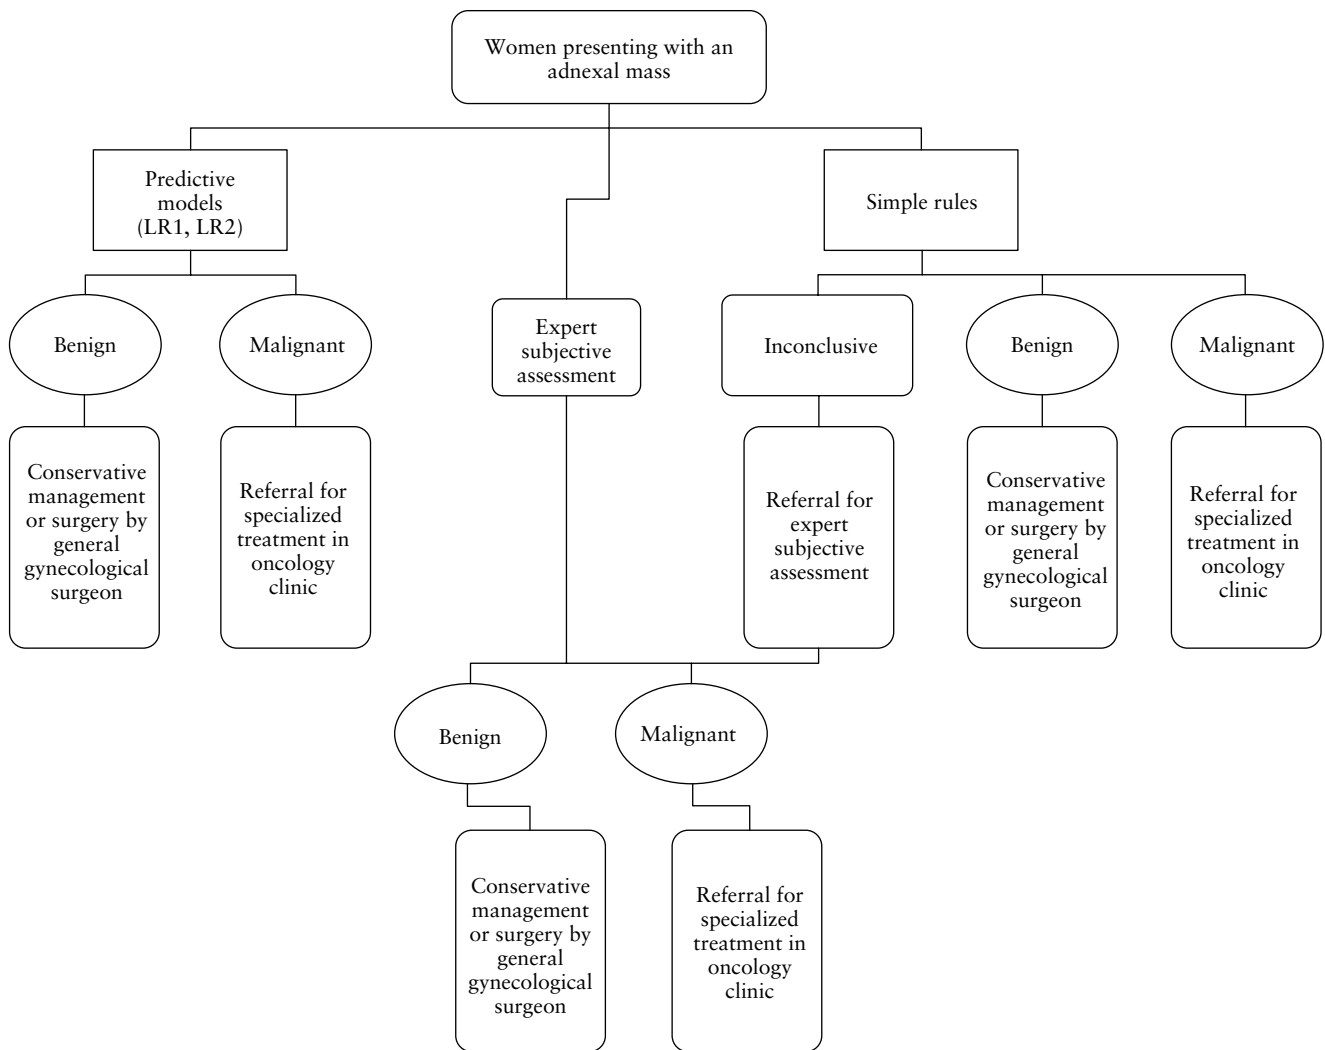 Women presenting with an
adnexal mass
Predictive
models
(LR1, LR2)
Simple rules
Benign
Malignant
Expert
subjective
assessment
Inconclusive
Benign
Malignant
Conservative
management
or surgery by
general
gynecological
surgeon
Referral for
specialized
treatment in
oncology
clinic
Referral for
expert
subjective
assessment
Conservative
management
or surgery by
general
gynecological
surgeon
Referral for
specialized
treatment in
oncology
clinic
Benign
Malignant
Conservative
management
or surgery by
general
gynecological
surgeon
Referral for
specialized
treatment in
oncology
clinic